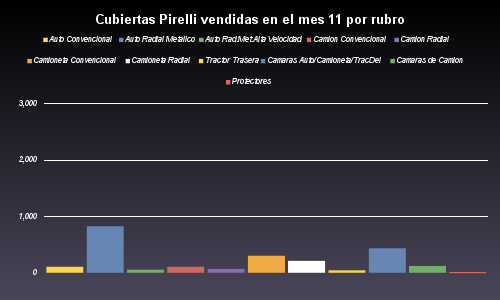 Cubiertas Pirelli vendidas en el mes 11 por rubro
Auto Convencional Auto Radial Metalico Auto Rad.Met.Alta Velocidad Camion Convencional Camion Radial
Camioneta Convencional Camioneta Radial Tractor Trasera Camaras Auto/Camioneta/TracDel Camaras de Camion
Protectores
3,000
2,000
1,000
0